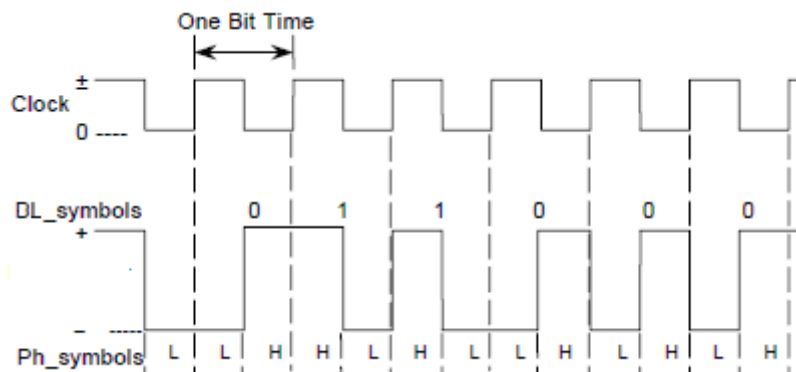 One Bit Time
±
Clock
0 ----
DL_symbols 0 1 1 0 0 0
+
– -----
Ph_symbols L L H H L H L L H L H L H